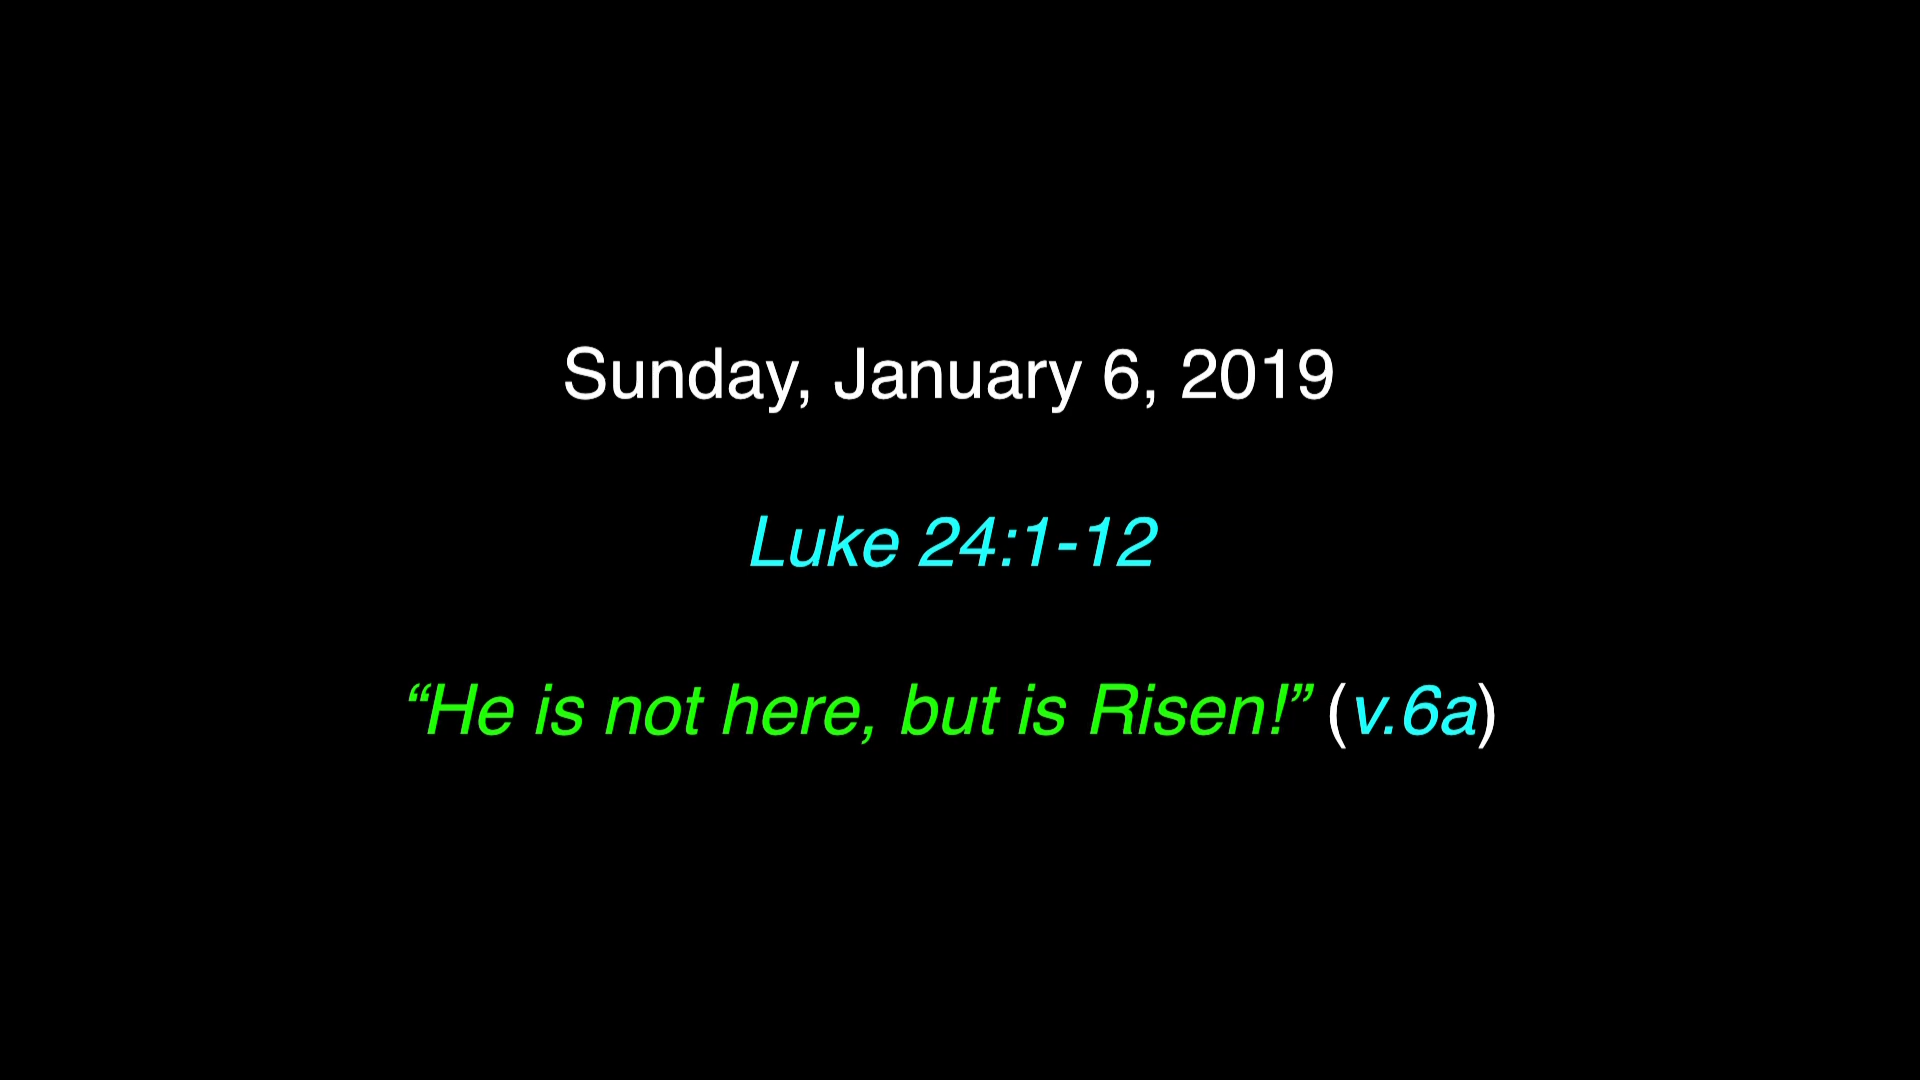 Sunday, January 6, 2019
Luke 24:1-12
“He is not here, but is Risen!” (v.6a)